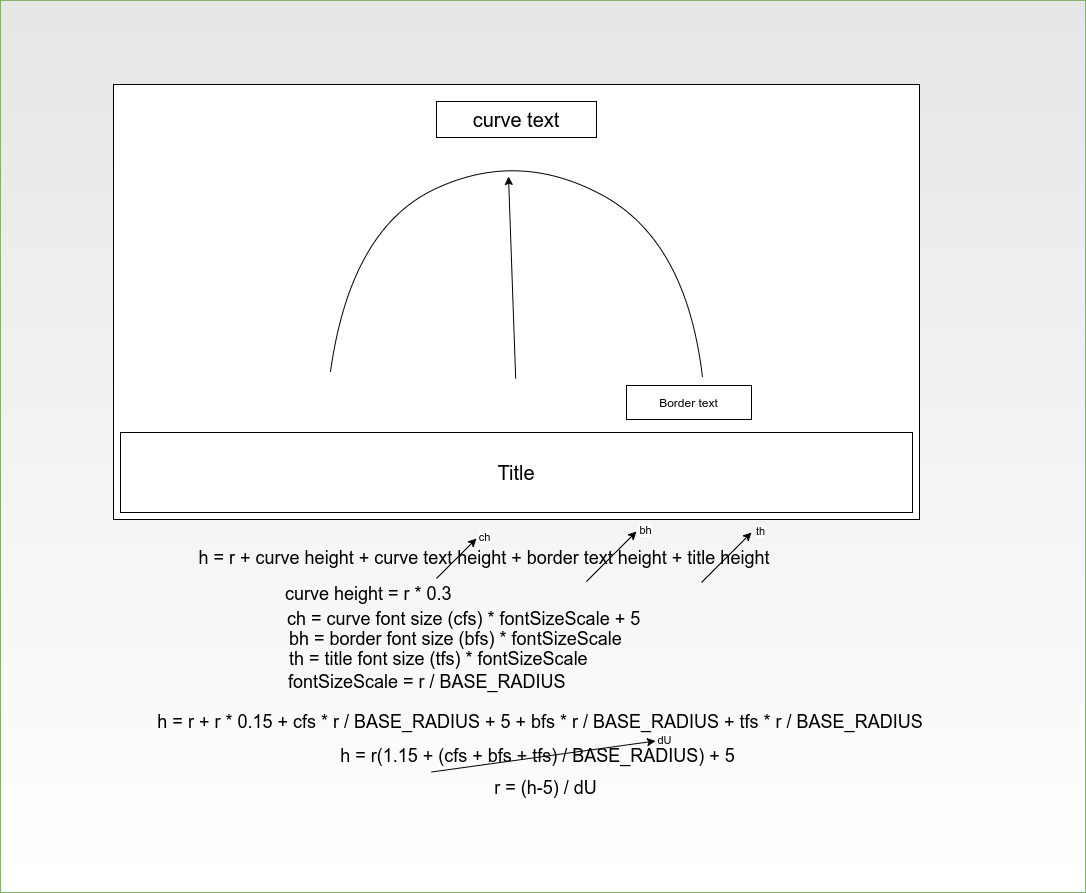 curve text
Border text
Title
ch
bh
th
h = r + curve height + curve text height + border text height + title height
curve height = r * 0.3
ch = curve font size (cfs) * fontSizeScale + 5
bh = border font size (bfs) * fontSizeScale
th = title font size (tfs) * fontSizeScale
fontSizeScale = r / BASE_RADIUS
h = r + r * 0.15 + cfs * r / BASE_RADIUS + 5 + bfs * r / BASE_RADIUS + tfs * r / BASE_RADIUS
dU
h = r(1.15 + (cfs + bfs + tfs) / BASE_RADIUS) + 5
r = (h-5) / dU